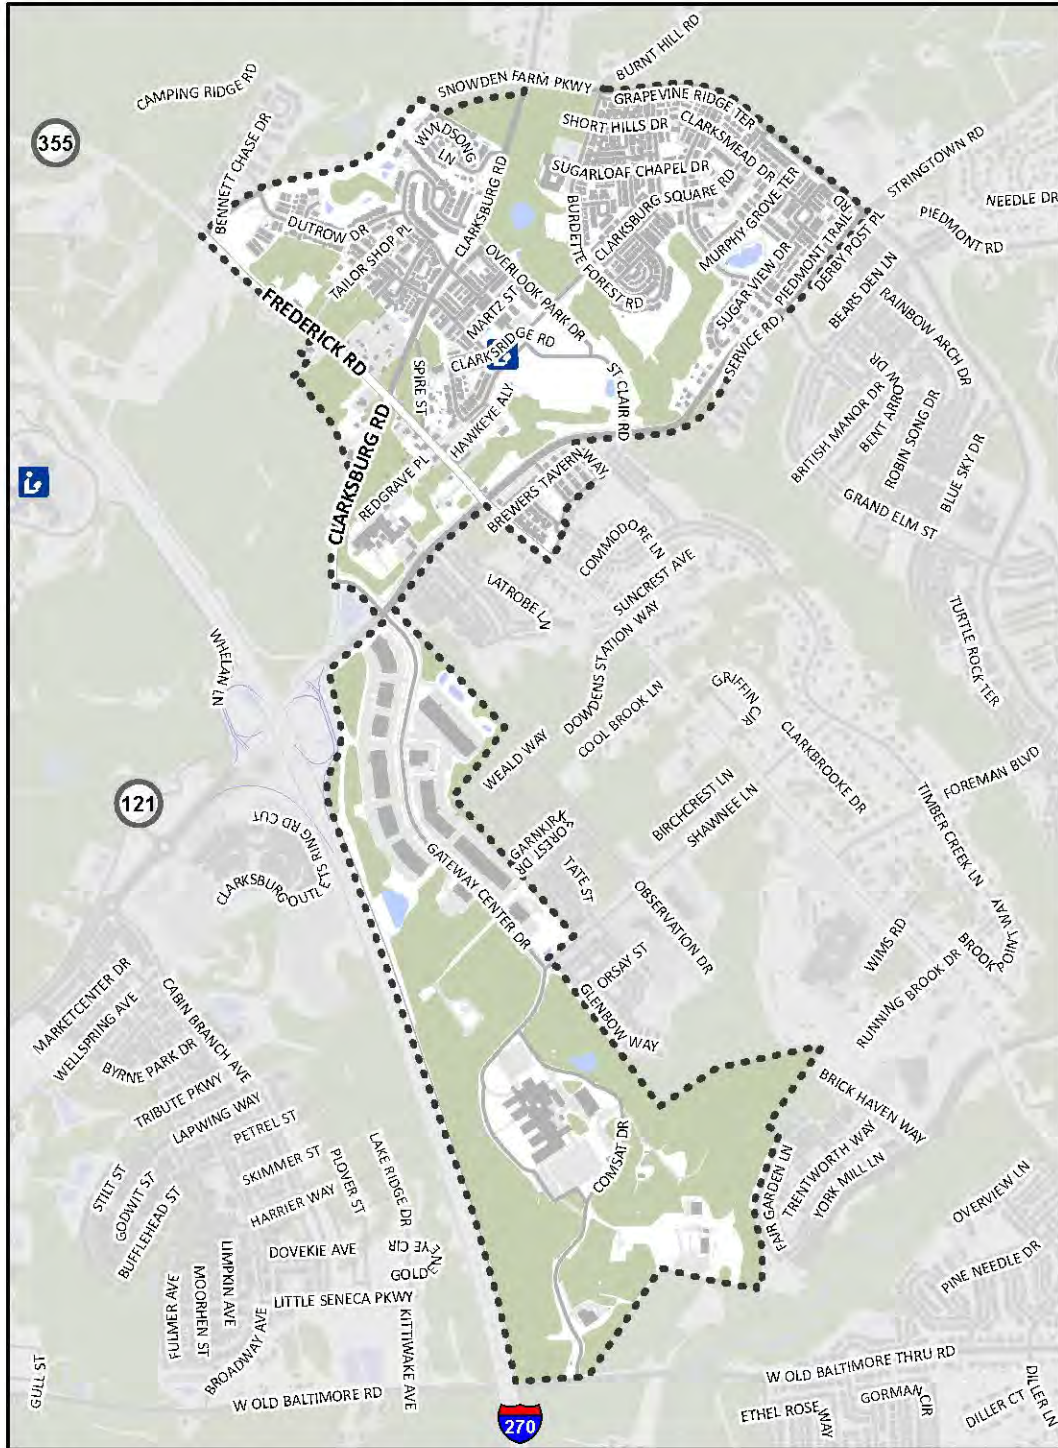 BURNT HILL RD
SNOWDEN FARM PKWY
CAMPING RIDGE RD
GRAPEVINE RIDGE TER
355
SHORT HILLS DR
CLARKSMEAD DR
WINDSONG LN
BENNETT CHASE DR
STRINGTOWN RD
SUGARLOAF CHAPEL DR
CLARKSBURG RD
CLARKSBURG SQUARE RD
MURPHY GROVE TER
NEEDLE DR
PIEDMONT RD
DUTROW DR
TAILOR SHOP PL
BURDETTE FOREST RD
PIEDMONT TRAIL RD
DERBY POST PL
OVERLOOK PARK DR
SUGAR VIEW DR
BEARS DEN LN
RAINBOW ARCH DR
FREDERICK RD
MARTZ ST
CLARKSRIDGE RD
SERVICE RD
SPIRE ST
ST CLAIR RD
HAWKEYE ALY
BRITISH MANOR DR
BENT ARROW DR
ROBIN SONG DR
BLUE SKY DR
CLARKSBURG RD
REDGRAVE PL
BREWERS TAVERN WAY
GRAND ELM ST
COMMODORE LN
SUNCREST AVE
LATROBE LN
TURTLE ROCK TER
WHELAN LN
DOWDENS STATION WAY
COOL BROOK LN
GRIFFIN CIR
WEALD WAY
CLARKBROOKE DR
FOREMAN BLVD
121
BIRCHCREST LN
SHAWNEE LN
TIMBER CREEK LN
CLARKSBURG OUTLETS RING RD CUT
GARNKIRK FOREST DR
TATE ST
GATEWAY CENTER DR
OBSERVATION DR
BROOK POINT WAY
WIMS RD
RUNNING BROOK DR
ORSAY ST
GLENBOW WAY
MARKETCENTER DR
WELLSPRING AVE
CABIN BRANCH AVE
BYRNE PARK DR
TRIBUTE PKWY
LAPWING WAY
PETREL ST
BRICK HAVEN WAY
SKIMMER ST
PLOVER ST
LAKE RIDGE DR
COMSAT DR
TRENTWORTH WAY
YORK MILL LN
FAIR GARDEN LN
OVERVIEW LN
STILT ST
GODWIT ST
BUFFLEHEAD ST
HARRIER WAY
DOVEKIE AVE
GOLDENEYE CIR
PINE NEEDLE DR
LIMPKIN AVE
MOORHEN ST
FULMER AVE
LITTLE SENECA PKWY
BROADWAY AVE
KITTIWAKE AVE
GULL ST
W OLD BALTIMORE RD
W OLD BALTIMORE THRU RD
GORMAN CIR
DILLER CT
DILLER LN
ETHEL ROSE WAY
270